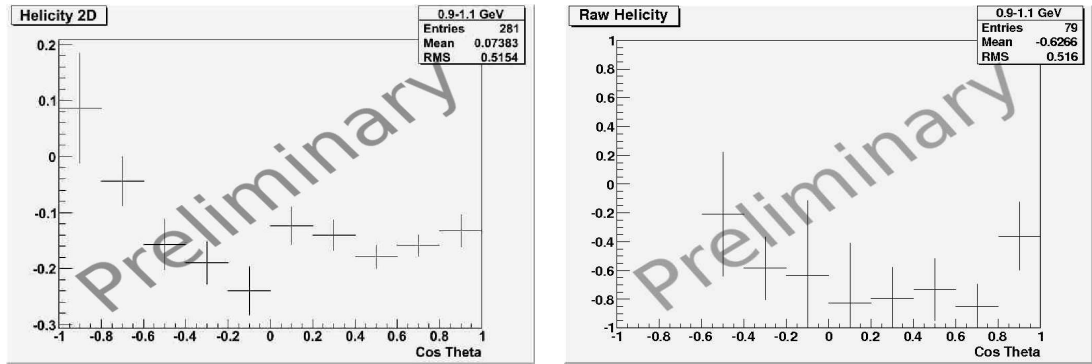 Helicity 2D
0.9-1.1 GeV
Entries 281
Mean 0.07383
RMS 0.5154
0.2
0.1
0
-0.1
-0.2
-0.3
-1 -0.8 -0.6 -0.4 -0.2 0 0.2 0.4 0.6 0.8 1
Cos Theta
Preliminary
Raw Helicity
0.9-1.1 GeV
Entries 79
Mean -0.6266
RMS 0.516
1
0.8
0.6
0.4
0.2
0
-0.2
-0.4
-0.6
-0.8
-1
-1 -0.8 -0.6 -0.4 -0.2 0 0.2 0.4 0.6 0.8 1
Cos Theta
Preliminary